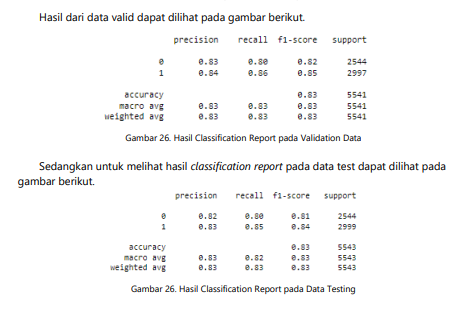 Hasil dari data valid dapat dilihat pada gambar berikut.
precision recall f1-score support
0 0.83 0.80 0.82 2544
1 0.84 0.86 0.85 2997
accuracy 0.83 5541
macro avg 0.83 0.83 0.83 5541
weighted avg 0.83 0.83 0.83 5541
Gambar 26. Hasil Classification Report pada Validation Data
Sedangkan untuk melihat hasil classification report pada data test dapat dilihat pada
gambar berikut.
precision recall f1-score support
0 0.82 0.80 0.81 2544
1 0.83 0.85 0.84 2999
accuracy 0.83 5543
macro avg 0.83 0.82 0.83 5543
weighted avg 0.83 0.83 0.83 5543
Gambar 26. Hasil Classification Report pada Data Testing